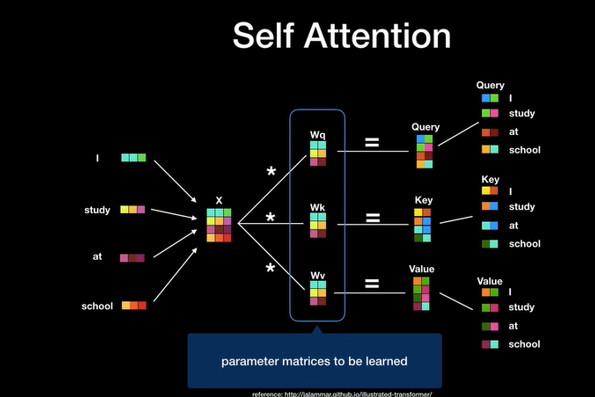 Self Attention
I
study
at
school
X
*
*
*
Wq
Wk
Wv
=
=
=
Query
Key
Value
Query
I
study
at
school
Key
I
study
at
school
Value
I
study
at
school
parameter matrices to be learned
reference: http://jalammar.github.io/illustrated-transformer/